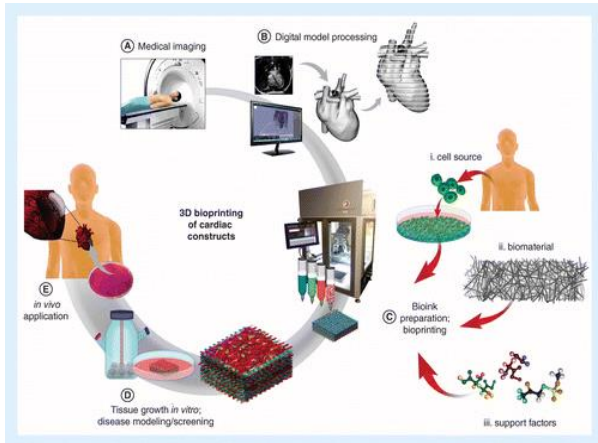 A Medical imaging
B Digital model processing
i. cell source
3D bioprinting
of cardiac
constructs
ii. biomaterial
E
in vivo
application
C Bioink
preparation;
bioprinting
D
Tissue growth in vitro;
disease modeling/screening
iii. support factors